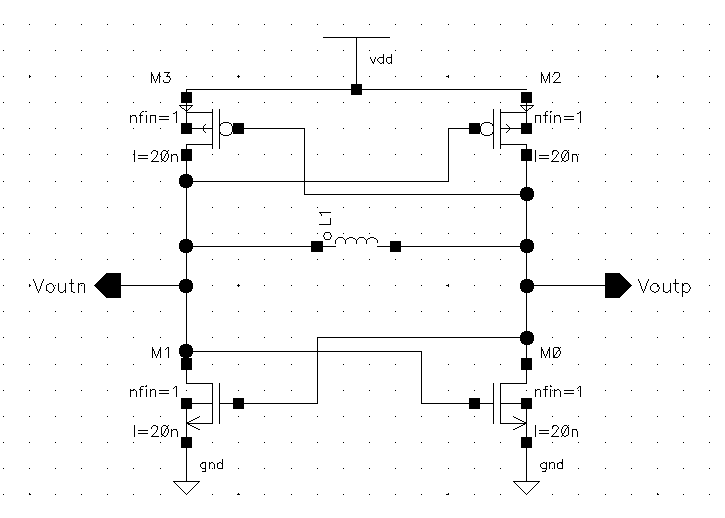 vdd
M3
M2
nfin=1
nfin=1
l=20n
l=20n
L1
Voutn
Voutp
M1
M0
nfin=1
nfin=1
l=20n
l=20n
gnd
gnd